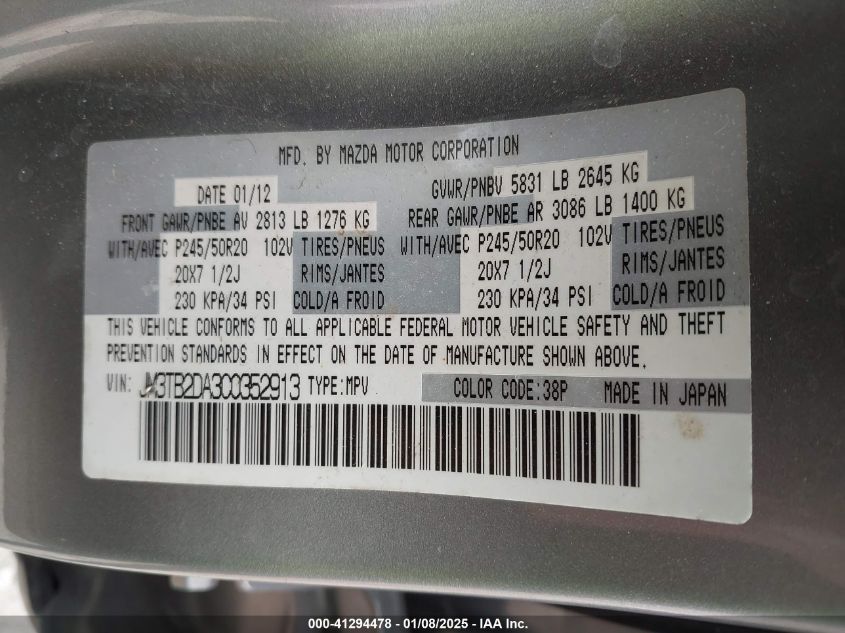 MFD. BY MAZDA MOTOR CORPORATION
DATE 01/12 GVWR/PNBV 5831 LB 2645 KG
FRONT GAWR/PNBE AV 2813 LB 1276 KG REAR GAWR/PNBE AR 3086 LB 1400 KG
WITH/AVEC P245/50R20 102V TIRES/PNEUS WITH/AVEC P245/50R20 102V TIRES/PNEUS
20X7 1/2J RIMS/JANTES 20X7 1/2J RIMS/JANTES
230 KPA/34 PSI COLD/A FROID 230 KPA/34 PSI COLD/A FROID
THIS VEHICLE CONFORMS TO ALL APPLICABLE FEDERAL MOTOR VEHICLE SAFETY AND THEFT
PREVENTION STANDARDS IN EFFECT ON THE DATE OF MANUFACTURE SHOWN ABOVE.
VIN: JM3TB2DA3C0352913 TYPE:MPV COLOR CODE:38P MADE IN JAPAN
000-41294478 - 01/08/2025 - IAAI.com